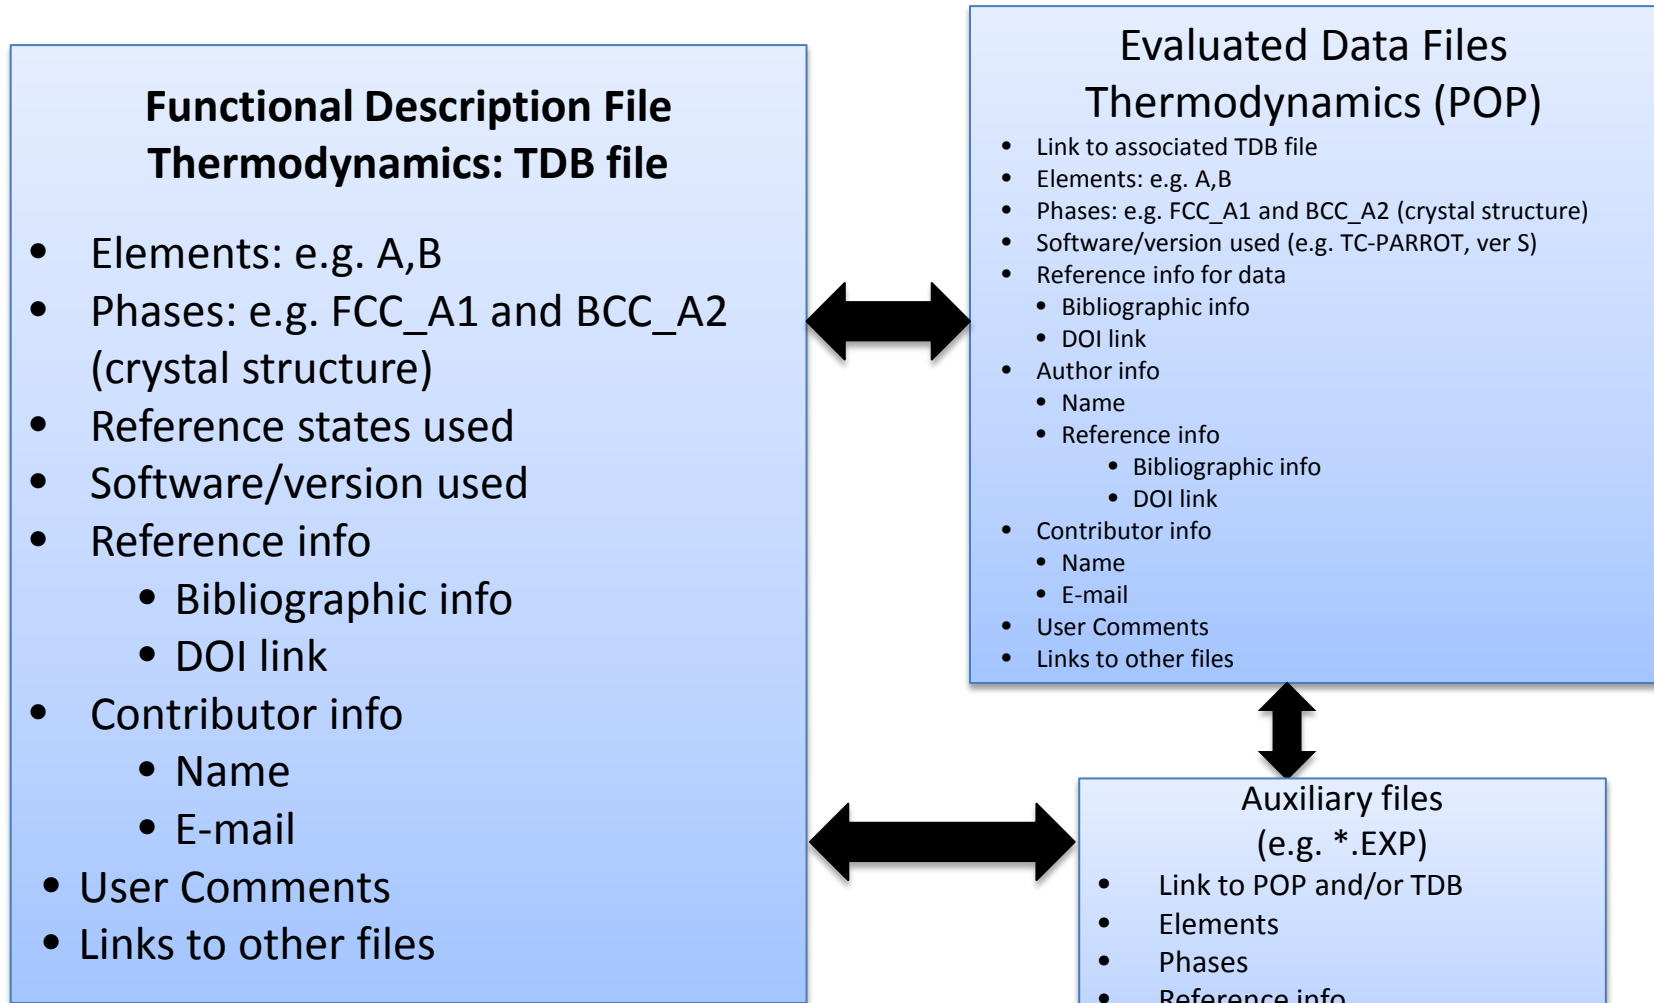 Functional Description File
Thermodynamics: TDB file
• Elements: e.g. A,B
• Phases: e.g. FCC_A1 and BCC_A2
(crystal structure)
• Reference states used
• Software/version used
• Reference info
• Bibliographic info
• DOI link
• Contributor info
• Name
• E-mail
• User Comments
• Links to other files
Evaluated Data Files
Thermodynamics (POP)
• Link to associated TDB file
• Elements: e.g. A,B
• Phases: e.g. FCC_A1 and BCC_A2 (crystal structure)
• Software/version used (e.g. TC-PARROT, ver S)
• Reference info for data
• Bibliographic info
• DOI link
• Author info
• Name
• Reference info
• Bibliographic info
• DOI link
• Contributor info
• Name
• E-mail
• User Comments
• Links to other files
Auxiliary files
(e.g. *.EXP)
• Link to POP and/or TDB
• Elements
• Phases
• Reference info